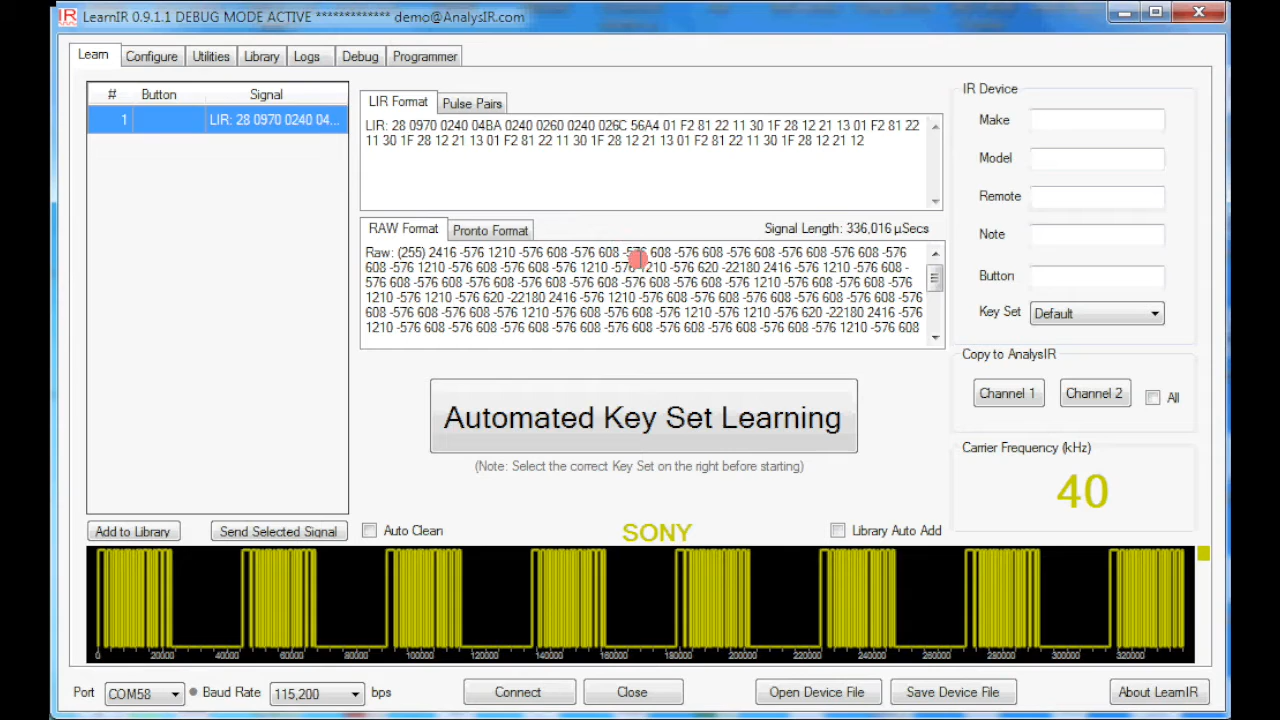 LearnIR 0.9.1.1 DEBUG MODE ACTIVE ************* demo@AnalysIR.com
Learn Configure Utilities Library Logs Debug Programmer
# Button Signal
1 LIR: 28 0970 0240 04...
LIR Format Pulse Pairs
LIR: 28 0970 0240 04BA 0240 0260 0240 026C 56A4 01 F2 81 22 11 30 1F 28 12 21 13 01 F2 81 22
11 30 1F 28 12 21 13 01 F2 81 22 11 30 1F 28 12 21 13 01 F2 81 22 11 30 1F 28 12 21 12
RAW Format Pronto Format Signal Length: 336,016 µSecs
Raw: (255) 2416 -576 1210 -576 608 -576 608 -576 608 -576 608 -576 608 -576 608 -576 608 -576
608 -576 1210 -576 608 -576 608 -576 1210 -576 1210 -576 620 -22180 2416 -576 1210 -576 608 -
576 608 -576 608 -576 608 -576 608 -576 608 -576 608 -576 608 -576 1210 -576 608 -576 608 -576
1210 -576 1210 -576 620 -22180 2416 -576 1210 -576 608 -576 608 -576 608 -576 608 -576 608
-576 608 -576 608 -576 608 -576 1210 -576 608 -576 608 -576 1210 -576 1210 -576 620 -22180 2416 -576
1210 -576 608 -576 608 -576 608 -576 608 -576 608 -576 608 -576 608 -576 608 -576 1210 -576 608
Automated Key Set Learning
(Note: Select the correct Key Set on the right before starting)
IR Device
Make
Model
Remote
Note
Button
Key Set Default
Copy to AnalysIR
Channel 1 Channel 2 All
Carrier Frequency (kHz)
40
Add to Library Send Selected Signal Auto Clean SONY Library Auto Add
0 20000 40000 60000 80000 100000 120000 140000 160000 180000 200000 220000 240000 260000 280000 300000 320000
Port COM58 Baud Rate 115,200 bps Connect Close Open Device File Save Device File About LearnIR